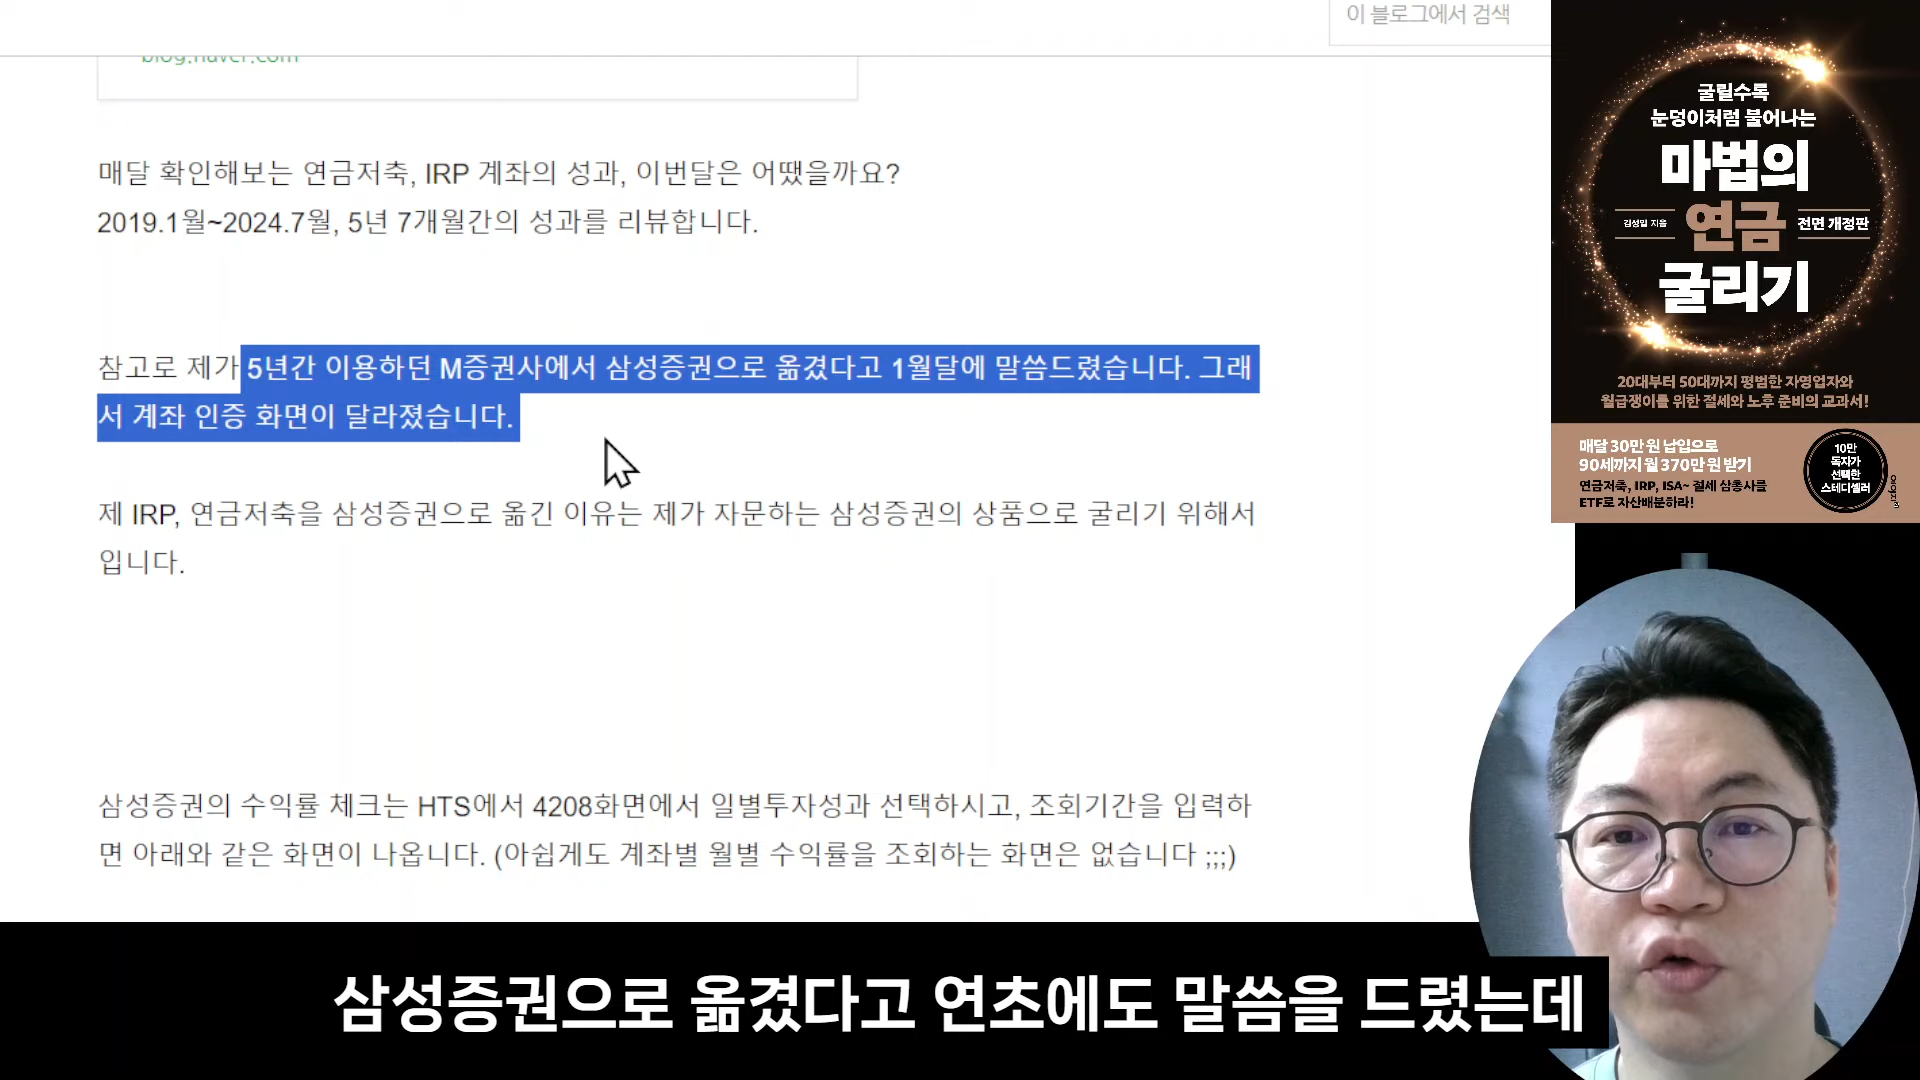 이 블로그에서 검색
blog.naver.com
매달 확인해보는 연금저축, IRP 계좌의 성과, 이번달은 어땠을까요?
2019.1월~2024.7월, 5년 7개월간의 성과를 리뷰합니다.
참고로 제가 5년간 이용하던 M증권사에서 삼성증권으로 옮겼다고 1월달에 말씀드렸습니다. 그래
서 계좌 인증 화면이 달라졌습니다.
제 IRP, 연금저축을 삼성증권으로 옮긴 이유는 제가 자문하는 삼성증권의 상품으로 굴리기 위해서
입니다.
삼성증권의 수익률 체크는 HTS에서 4208화면에서 일별투자성과 선택하시고, 조회기간을 입력하
면 아래와 같은 화면이 나옵니다. (아쉽게도 계좌별 월별 수익률을 조회하는 화면은 없습니다 ;;;)
굴릴수록
눈덩이처럼 불어나는
마법의
김성일 지음 연금 전면 개정판
굴리기
20대부터 50대까지 평범한 자영업자와
월급쟁이를 위한 절세와 노후 준비의 교과서!
매달 30만 원 납입으로
90세까지 월 370만 원 받기
연금저축, IRP, ISA~ 절세 삼총사를
ETF로 자산배분하라!
10만
독자가
선택한
스테디셀러
삼성증권으로 옮겼다고 연초에도 말씀을 드렸는데